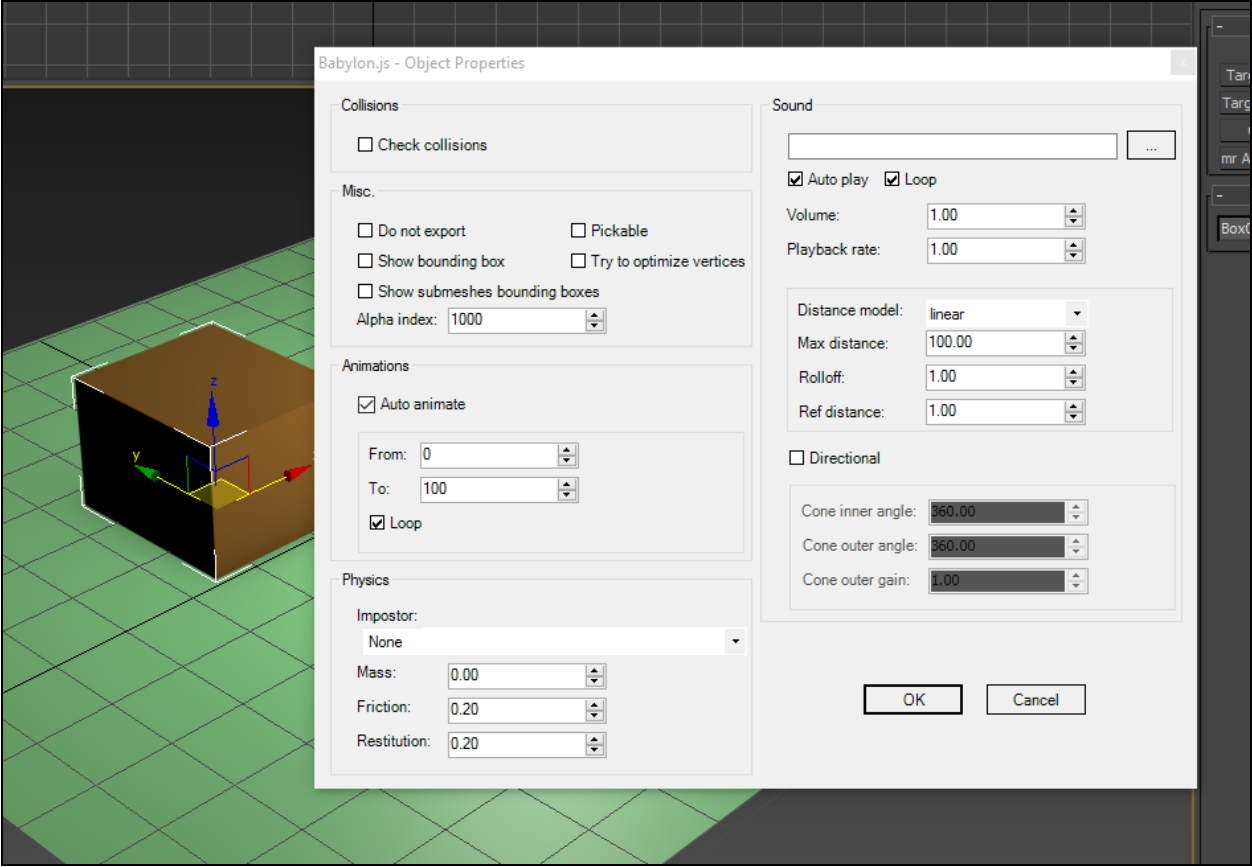 Babylon.js - Object Properties
x
Collisions
Check collisions
Misc.
Do not export
Pickable
Show bounding box
Try to optimize vertices
Show submeshes bounding boxes
Alpha index: 1000
Animations
Auto animate
From: 0
To: 100
Loop
Physics
Impostor:
None
Mass: 0.00
Friction: 0.20
Restitution: 0.20
Sound
...
Auto play Loop
Volume: 1.00
Playback rate: 1.00
Distance model: linear
Max distance: 100.00
Rolloff: 1.00
Ref distance: 1.00
Directional
Cone inner angle: 360.00
Cone outer angle: 360.00
Cone outer gain: 1.00
OK Cancel
z
y
-
Targ
mr A
-